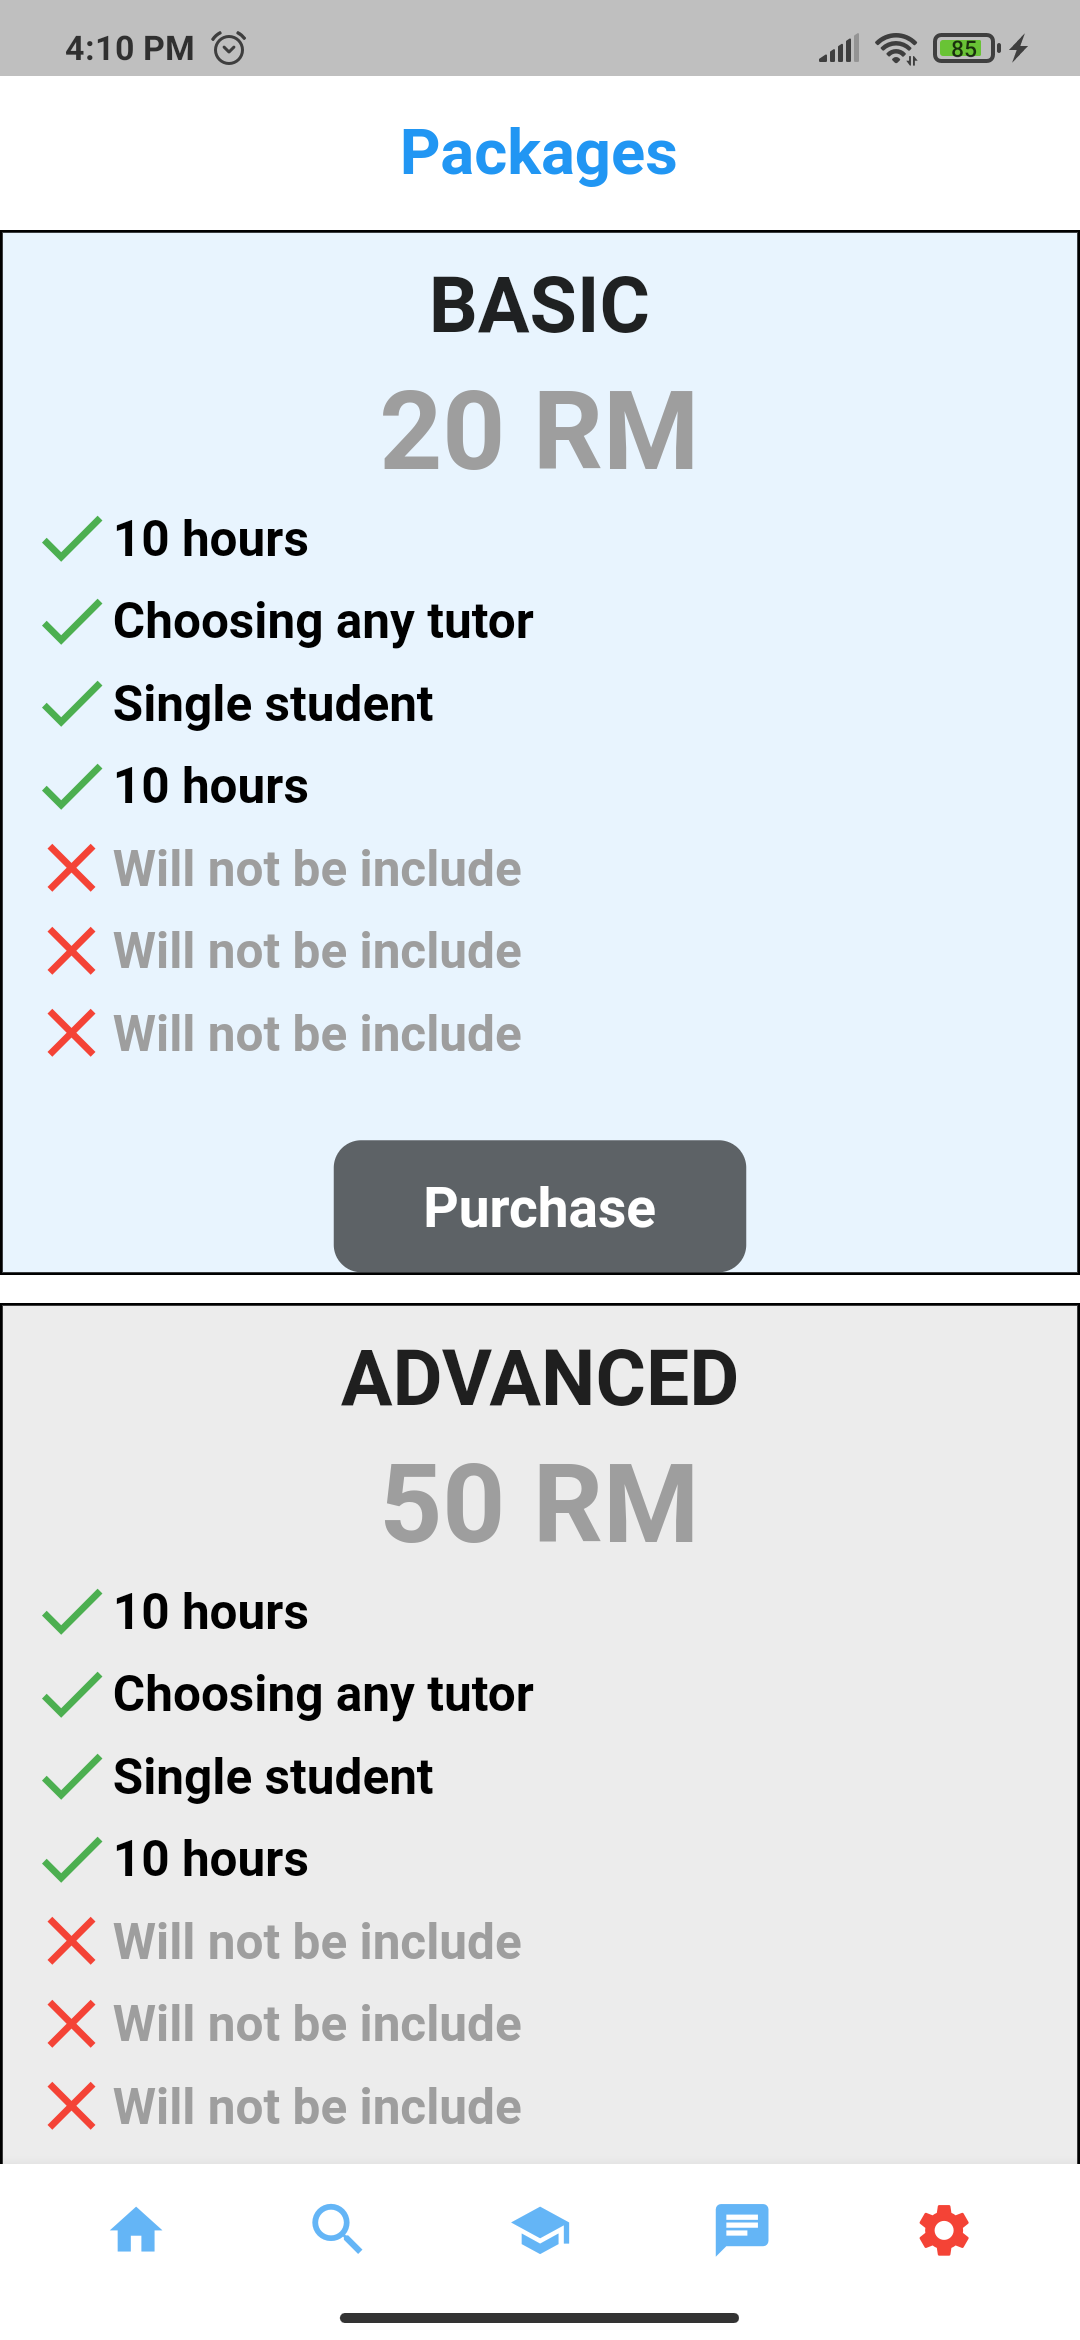 4:10 PM
85
Packages
BASIC
20 RM
10 hours
Choosing any tutor
Single student
10 hours
Will not be include
Will not be include
Will not be include
Purchase
ADVANCED
50 RM
10 hours
Choosing any tutor
Single student
10 hours
Will not be include
Will not be include
Will not be include